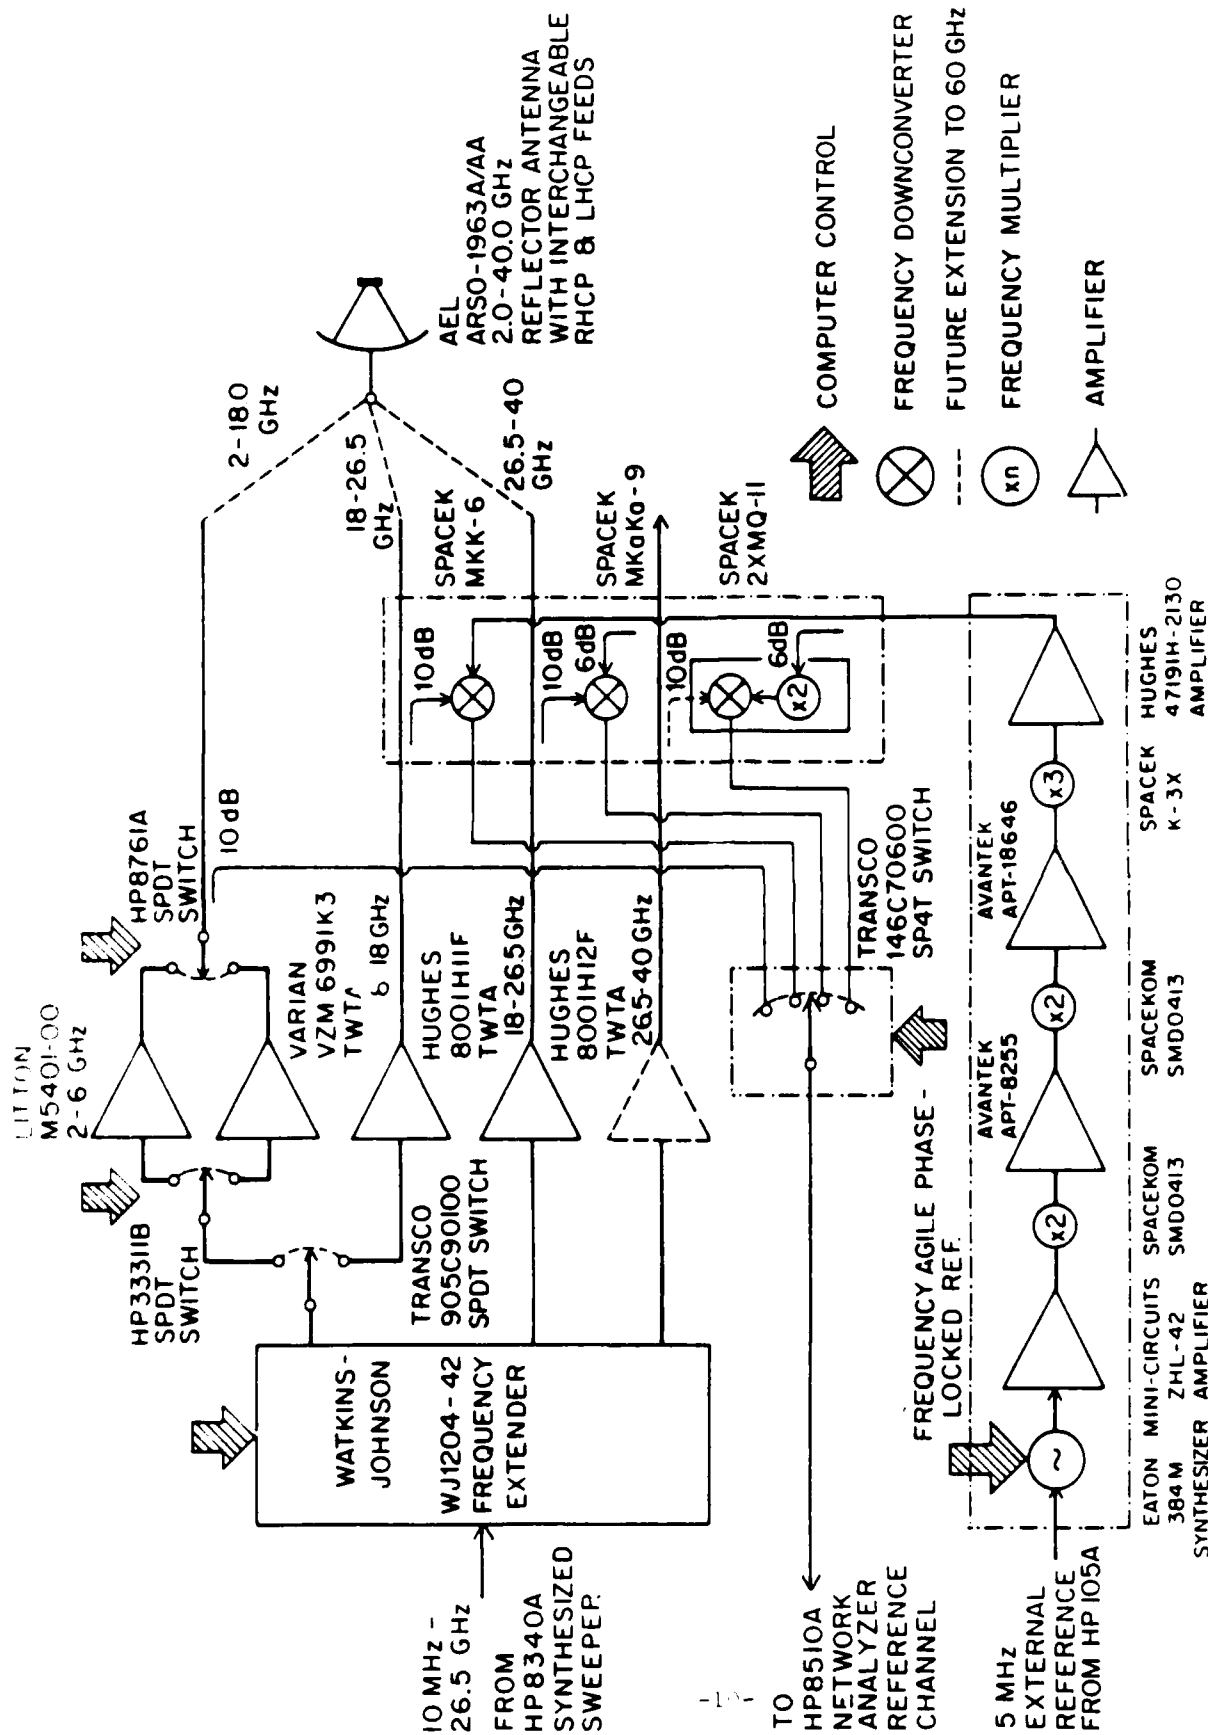 10 MHz -
26.5 GHz
FROM
HP8340A
SYNTHESIZED
SWEEPER.
WATKINS-
JOHNSON
WJ1204-42
FREQUENCY
EXTENDER
HP33311B
SPDT
SWITCH
TRANSCO
905C90100
SPDT SWITCH
LITTON
M5401-00
2-6 GHz
VARIAN
VZM 6991K3
TWTA 18 GHz
HUGHES
8001H11F
TWTA
18-26.5GHz
HUGHES
8001H12F
TWTA
26.5-40GHz
HP8761A
SPDT
SWITCH
10dB
2-18.0
GHz
18-26.5
GHz
26.5-40
GHz
AEL
ARSO-1963A/AA
2.0-40.0 GHz
REFLECTOR ANTENNA
WITH INTERCHANGEABLE
RHCP & LHCP FEEDS
SPACEK
MKK-6
SPACEK
MKaKa-9
SPACEK
2XMQ-11
10dB
10dB
6dB
10dB
6dB
x2
TO
HP8510A
NETWORK
ANALYZER
REFERENCE
CHANNEL
TRANSCO
146C70600
SP4T SWITCH
FREQUENCY AGILE PHASE-
LOCKED REF.
5 MHz
EXTERNAL
REFERENCE
FROM HP105A
~
x2
AVANTEK
APT-8255
x2
AVANTEK
APT-18646
x3
EATON
384M
SYNTHESIZER
MINI-CIRCUITS
ZHL-42
AMPLIFIER
SPACEKOM
SMD0413
SPACEKOM
SMD0413
SPACEK
K-3X
HUGHES
47191H-2130
AMPLIFIER
COMPUTER CONTROL
FREQUENCY DOWNCONVERTER
FUTURE EXTENSION TO 60 GHz
xn
FREQUENCY MULTIPLIER
AMPLIFIER